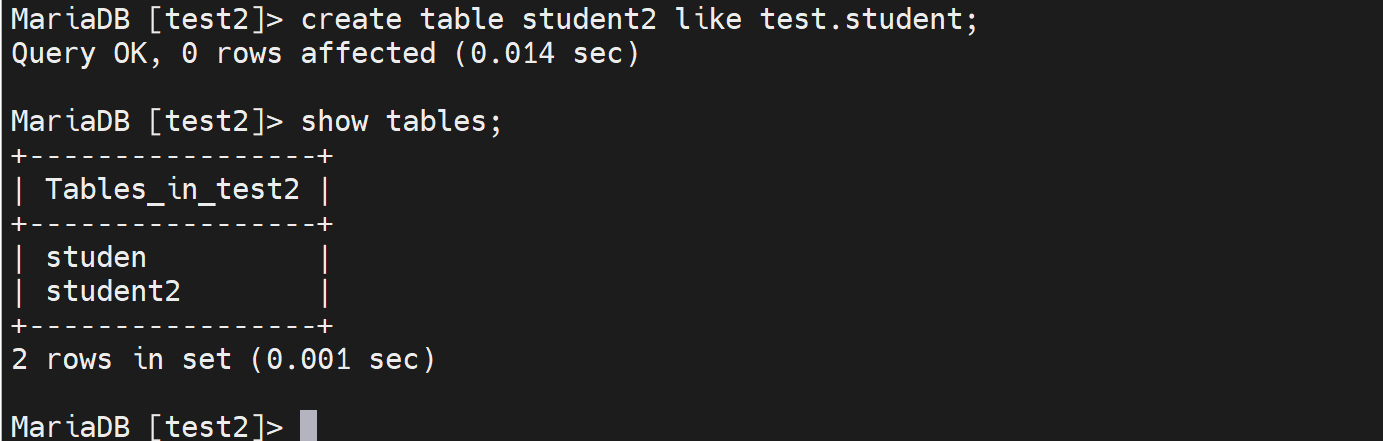 MariaDB [test2]> create table student2 like test.student;
Query OK, 0 rows affected (0.014 sec)
MariaDB [test2]> show tables;
+-----------------+
| Tables_in_test2 |
+-----------------+
| studen          |
| student2        |
+-----------------+
2 rows in set (0.001 sec)
MariaDB [test2]>